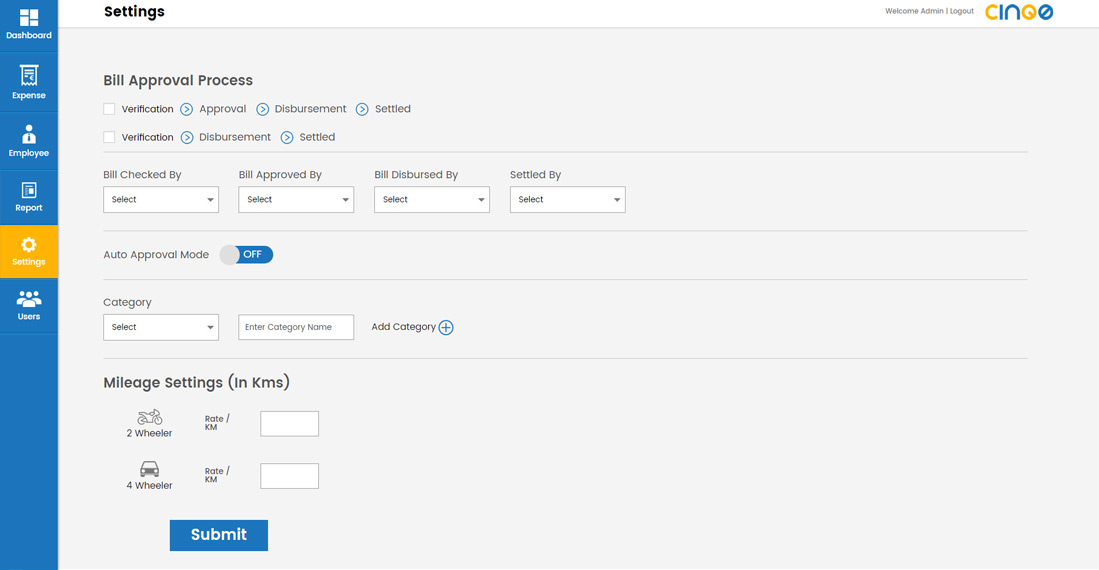 Settings
Welcome Admin | Logout
CINQO
Dashboard
Expense
Employee
Report
Settings
Users
Bill Approval Process
Verification Approval Disbursement Settled
Verification Disbursement Settled
Bill Checked By Bill Approved By Bill Disbursed By Settled By
Select Select Select Select
Auto Approval Mode OFF
Category
Select Enter Category Name Add Category
Mileage Settings (In Kms)
2 Wheeler
Rate /
KM
4 Wheeler
Rate /
KM
Submit